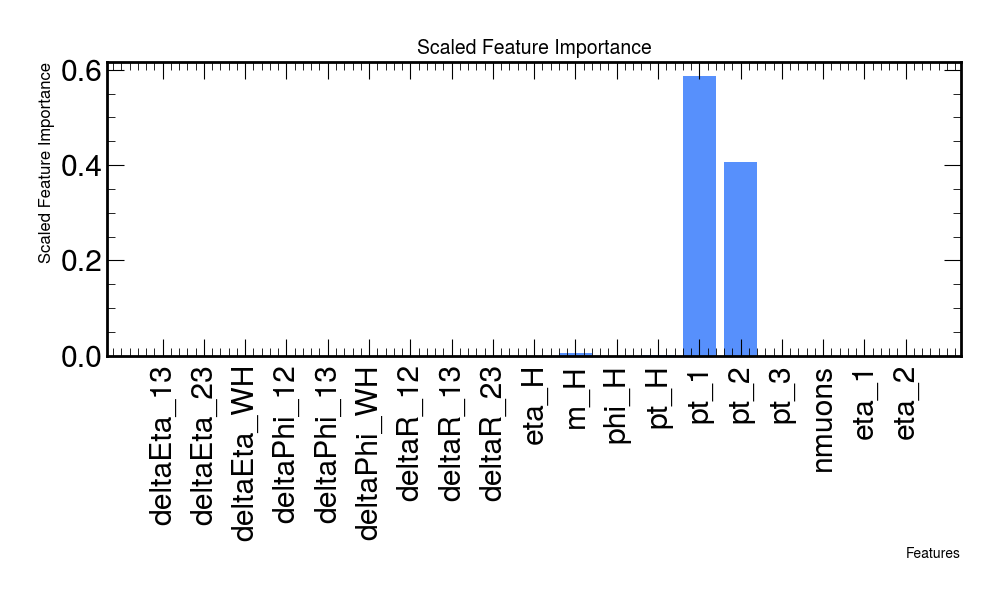 Scaled Feature Importance
Scaled Feature Importance
0.6
0.4
0.2
0.0
deltaEta_13
deltaEta_23
deltaEta_WH
deltaPhi_12
deltaPhi_13
deltaPhi_WH
deltaR_12
deltaR_13
deltaR_23
eta_H
m_H
phi_H
pt_H
pt_1
pt_2
pt_3
nmuons
eta_1
eta_2
Features